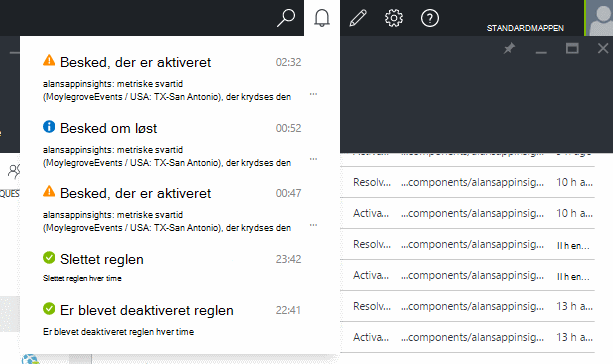 STANDARDMAPPEN
Besked, der er aktiveret 02:32
alansappinsights: metriske svartid
(MoylegroveEvents / USA: TX-San Antonio), der krydses den ...
Besked om løst 00:52
alansappinsights: metriske svartid
(MoylegroveEvents / USA: TX-San Antonio), der krydses den ...
Besked, der er aktiveret 00:47
alansappinsights: metriske svartid
(MoylegroveEvents / USA: TX-San Antonio), der krydses den ...
Slettet reglen 23:42
Slettet reglen hver time
Er blevet deaktiveret reglen 22:41
Er blevet deaktiveret reglen hver time
QUES
Activa... ...components/alansappinsig...
Resolv... ...components/alansappinsig... 10 h a...
Activa... ...components/alansappinsig... 10 h a...
Resolv... ...components/alansappinsig... 11 h en...
Activa... ...components/alansappinsig... 11 h en...
Resolv... ...components/alansappinsig... 13 h a...
Activa... ...components/alansappinsig... 13 h a...